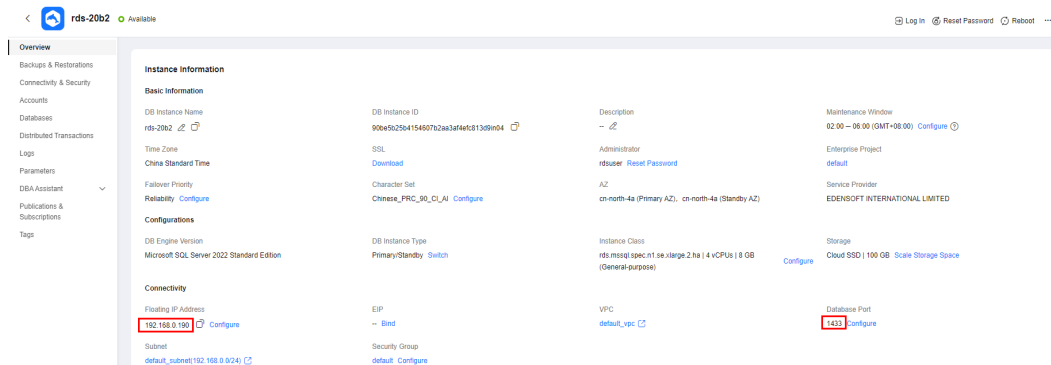 rds-20b2 Available
Log In Reset Password Reboot ...
Overview
Backups & Restorations
Connectivity & Security
Accounts
Databases
Distributed Transactions
Logs
Parameters
DBA Assistant
Publications &
Subscriptions
Tags
Instance Information
Basic Information
DB Instance Name
rds-20b2
DB Instance ID
90be5b25b4154607b2aa3af4efc813d9in04
Description
--
Maintenance Window
02:00 — 06:00 (GMT+08:00) Configure
Time Zone
China Standard Time
SSL
Download
Administrator
rdsuser Reset Password
Enterprise Project
default
Failover Priority
Reliability Configure
Character Set
Chinese_PRC_90_CI_AI Configure
AZ
cn-north-4a (Primary AZ), cn-north-4a (Standby AZ)
Service Provider
EDENSOFT INTERNATIONAL LIMITED
Configurations
DB Engine Version
Microsoft SQL Server 2022 Standard Edition
DB Instance Type
Primary/Standby Switch
Instance Class
rds.mssql.spec.n1.se.xlarge.2.ha | 4 vCPUs | 8 GB
(General-purpose)
Configure
Storage
Cloud SSD | 100 GB Scale Storage Space
Connectivity
Floating IP Address
192.168.0.190 Configure
EIP
-- Bind
VPC
default_vpc
Database Port
1433 Configure
Subnet
default_subnet(192.168.0.0/24)
Security Group
default Configure